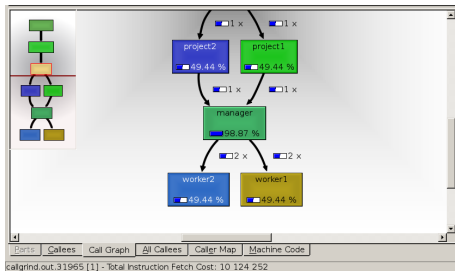 1 x
1 x
project2
project1
49.44 %
49.44 %
1 x
1 x
manager
98.87 %
2 x
2 x
worker2
worker1
49.44 %
49.44 %
Parts
Callees
Call Graph
All Callees
Caller Map
Machine Code
callgrind.out.31965 [1] - Total Instruction Fetch Cost: 10 124 252